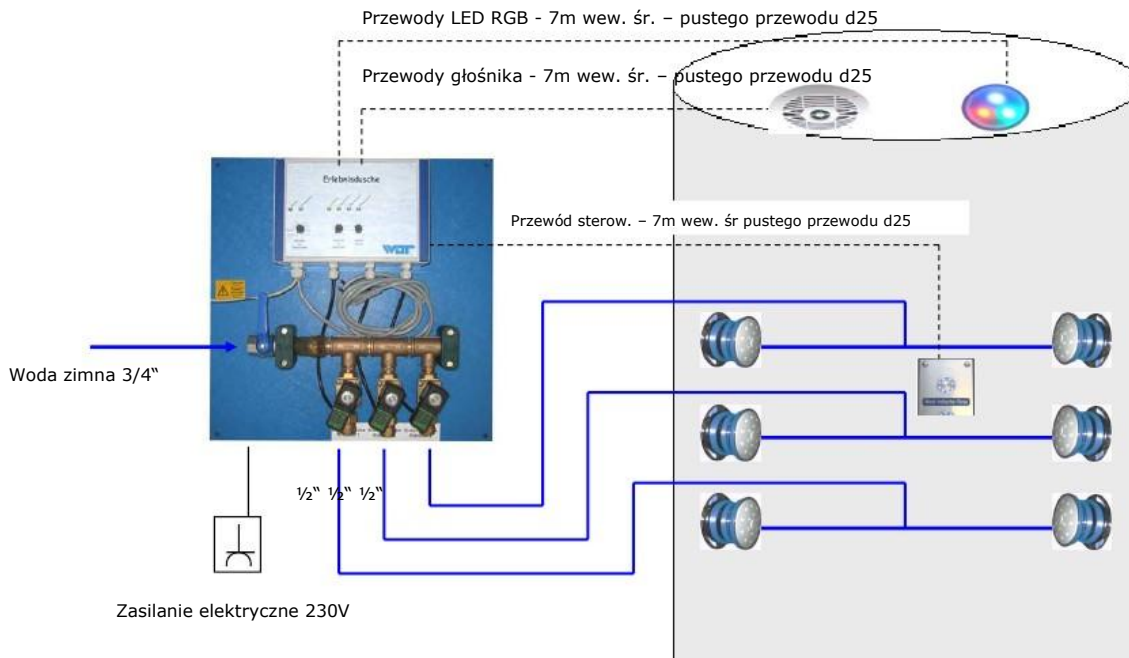 Przewody LED RGB - 7m wew. śr. – pustego przewodu d25
Przewody głośnika - 7m wew. śr. – pustego przewodu d25
Erlebnisdusche
Przewód sterow. – 7m wew. śr pustego przewodu d25
WDT
Woda zimna 3/4“
½“ ½“ ½“
Zasilanie elektryczne 230V